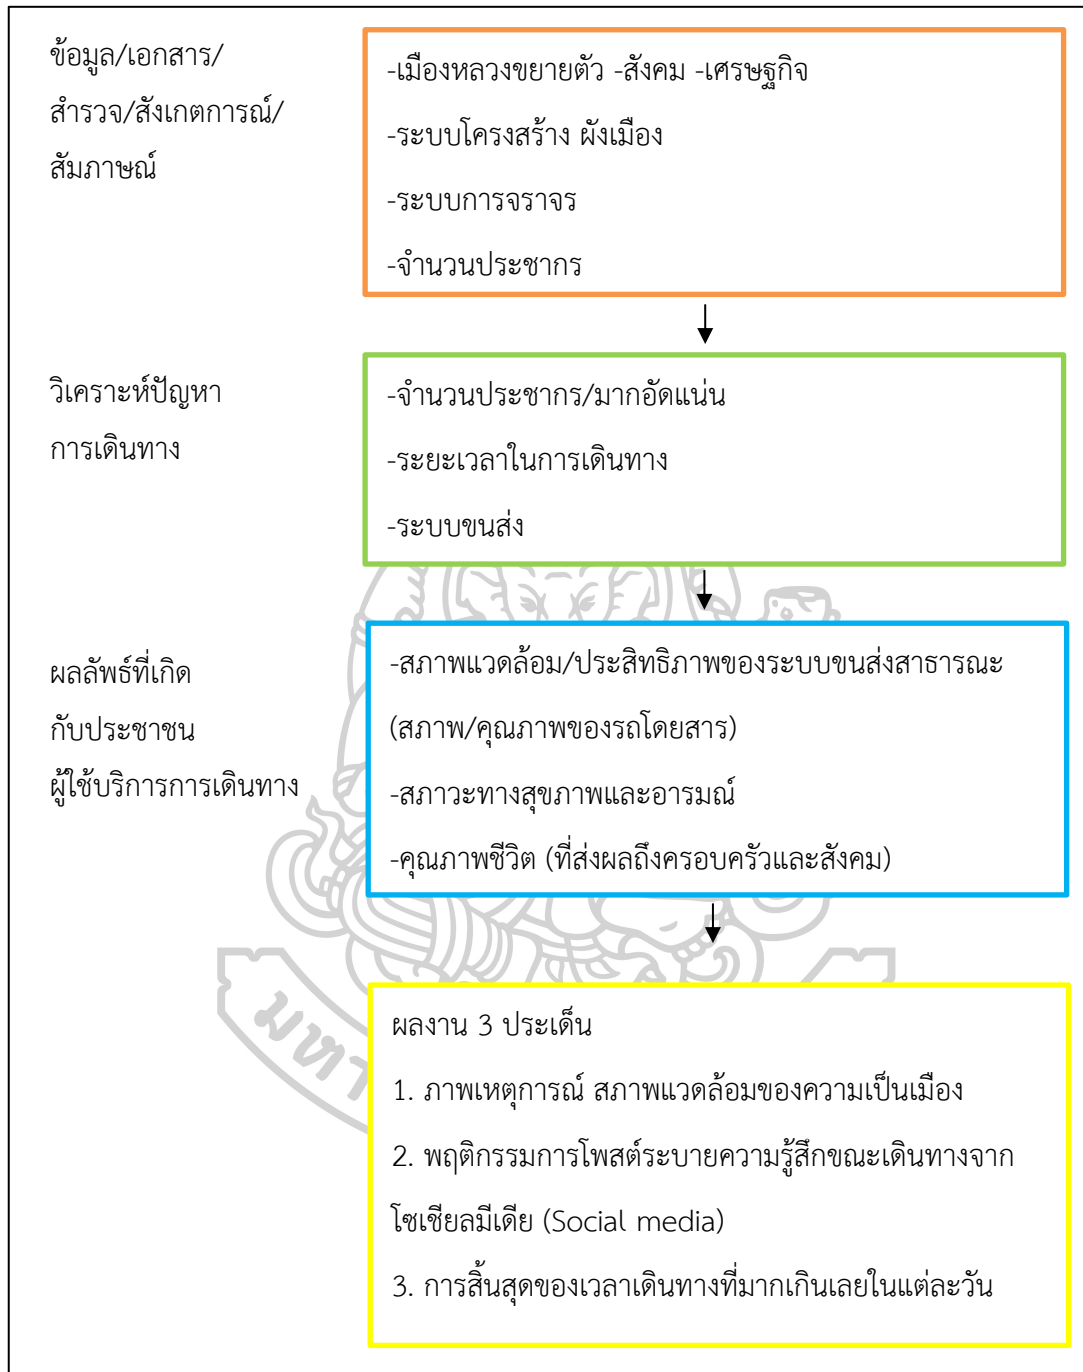 ข้อมูล/เอกสาร/
สำรวจ/สังเกตการณ์/
สัมภาษณ์
-เมืองหลวงขยายตัว -สังคม -เศรษฐกิจ
-ระบบโครงสร้าง ผังเมือง
-ระบบการจราจร
-จำนวนประชากร
วิเคราะห์ปัญหา
การเดินทาง
-จำนวนประชากร/มากอัดแน่น
-ระยะเวลาในการเดินทาง
-ระบบขนส่ง
ผลลัพธ์ที่เกิด
กับประชาชน
ผู้ใช้บริการการเดินทาง
-สภาพแวดล้อม/ประสิทธิภาพของระบบขนส่งสาธารณะ
(สภาพ/คุณภาพของรถโดยสาร)
-สภาวะทางสุขภาพและอารมณ์
-คุณภาพชีวิต (ที่ส่งผลถึงครอบครัวและสังคม)
ผลงาน 3 ประเด็น
1. ภาพเหตุการณ์ สภาพแวดล้อมของความเป็นเมือง
2. พฤติกรรมการโพสต์ระบายความรู้สึกขณะเดินทางจาก
โซเชียลมีเดีย (Social media)
3. การสิ้นสุดของเวลาเดินทางที่มากเกินเลยในแต่ละวัน